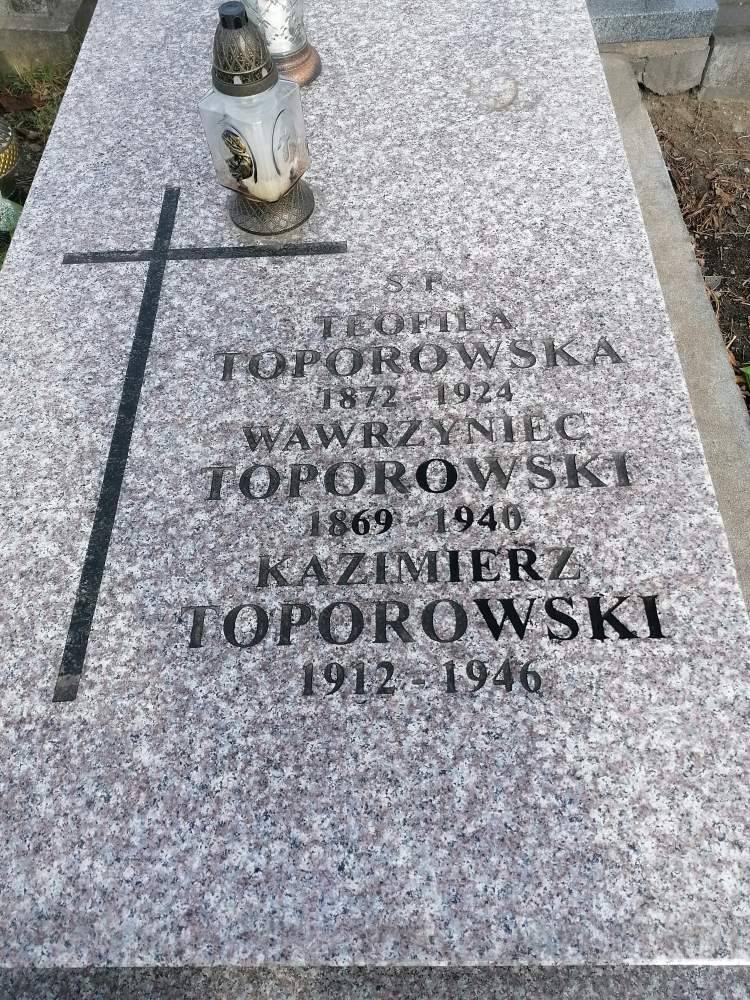 Ś.P.
TEOFILA
TOPOROWSKA
1872 - 1924
WAWRZYNIEC
TOPOROWSKI
1869 - 1940
KAZIMIERZ
TOPOROWSKI
1912 - 1946